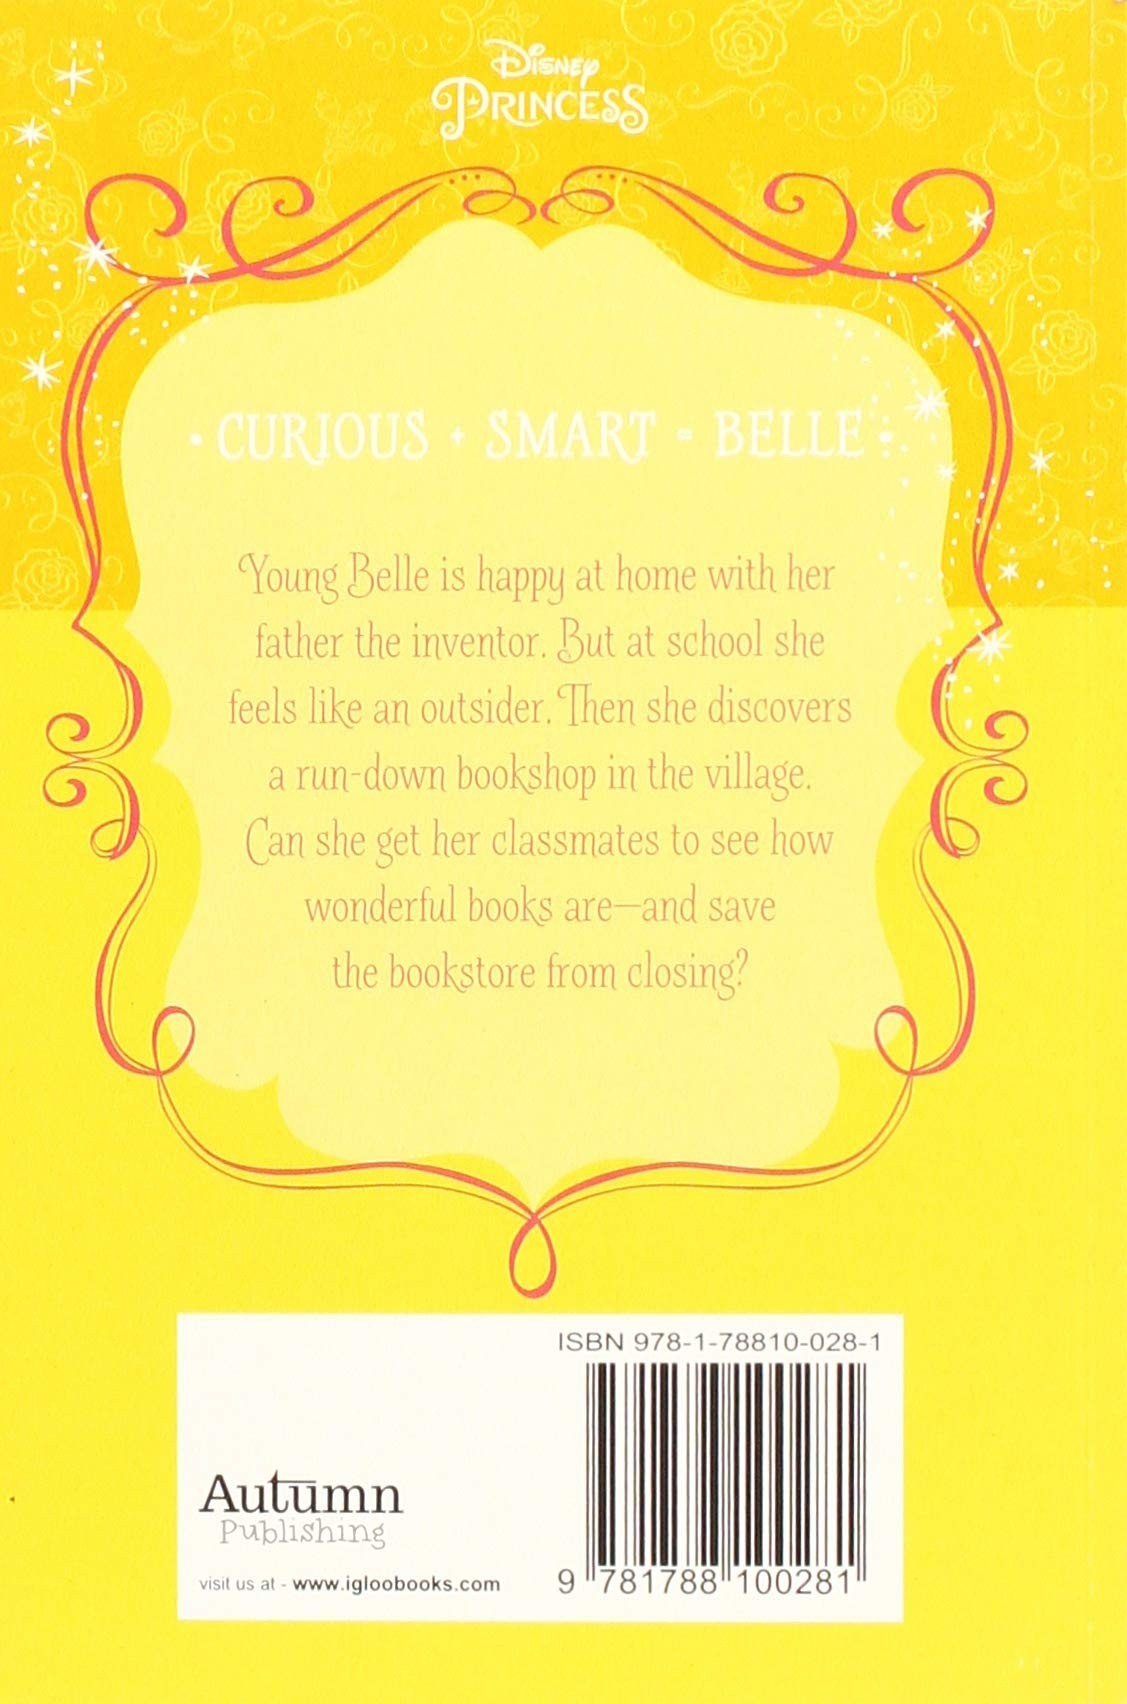 Disney
PRINCESS
• CURIOUS + SMART = BELLE •
Young Belle is happy at home with her
father the inventor. But at school she
feels like an outsider. Then she discovers
a run-down bookshop in the village.
Can she get her classmates to see how
wonderful books are—and save
the bookstore from closing?
ISBN 978-1-78810-028-1
Autumn
Publishing
visit us at - www.igloobooks.com
9 781788 100281